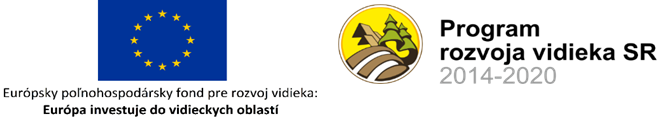 Európsky poľnohospodársky fond pre rozvoj vidieka:
Európa investuje do vidieckych oblastí
Program
rozvoja vidieka SR
2014-2020